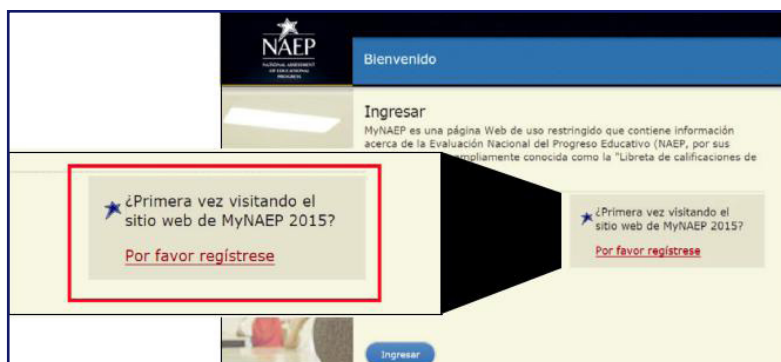 NAEP
NATIONAL ASSESSMENT
OF EDUCATIONAL
PROGRESS
Bienvenido
Ingresar
MyNAEP es una página Web de uso restringido que contiene información
acerca de la Evaluación Nacional del Progreso Educativo (NAEP, por sus
ampliamente conocida como la "Libreta de calificaciones de
¿Primera vez visitando el
sitio web de MyNAEP 2015?
Por favor regístrese
¿Primera vez visitando el
sitio web de MyNAEP 2015?
Por favor regístrese
Ingresar